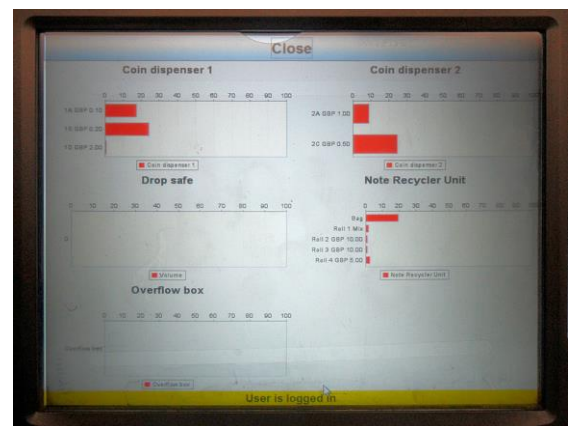 Close
Coin dispenser 1
0 10 20 30 40 50 60 70 80 90 100
1A GBP 0.10
1B GBP 0.20
1C GBP 2.00
Coin dispenser 1
Coin dispenser 2
0 10 20 30 40 50 60 70 80 90 100
2A GBP 1.00
2C GBP 0.50
Coin dispenser 2
Drop safe
0 10 20 30 40 50 60 70 80 90 100
Volume
Note Recycler Unit
0 10 20 30 40 50 60 70 80 90 100
Bag
Roll 1 Mix
Roll 2 GBP 10.00
Roll 3 GBP 10.00
Roll 4 GBP 5.00
Note Recycler Unit
Overflow box
0 10 20 30 40 50 60 70 80 90 100
Overflow box
User is logged in